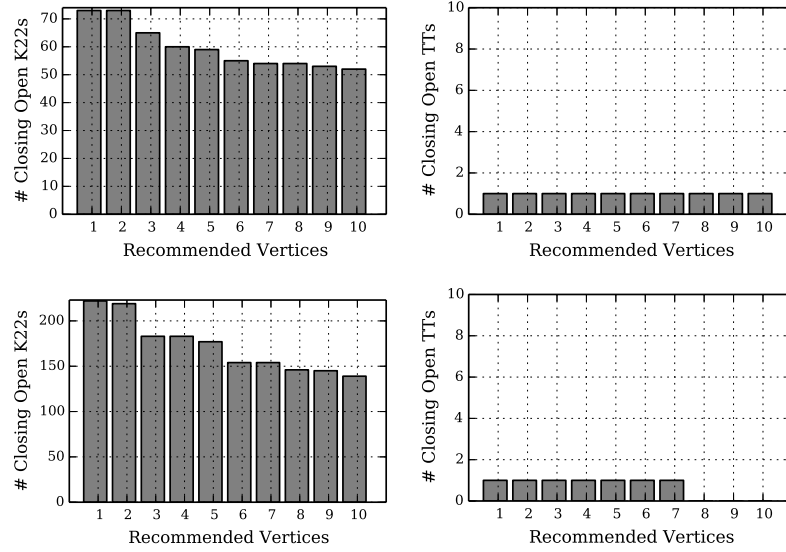 # Closing Open K22s
70
60
50
40
30
20
10
0
1 2 3 4 5 6 7 8 9 10
Recommended Vertices
# Closing Open TTs
10
8
6
4
2
0
1 2 3 4 5 6 7 8 9 10
Recommended Vertices
# Closing Open K22s
200
150
100
50
0
1 2 3 4 5 6 7 8 9 10
Recommended Vertices
# Closing Open TTs
10
8
6
4
2
0
1 2 3 4 5 6 7 8 9 10
Recommended Vertices